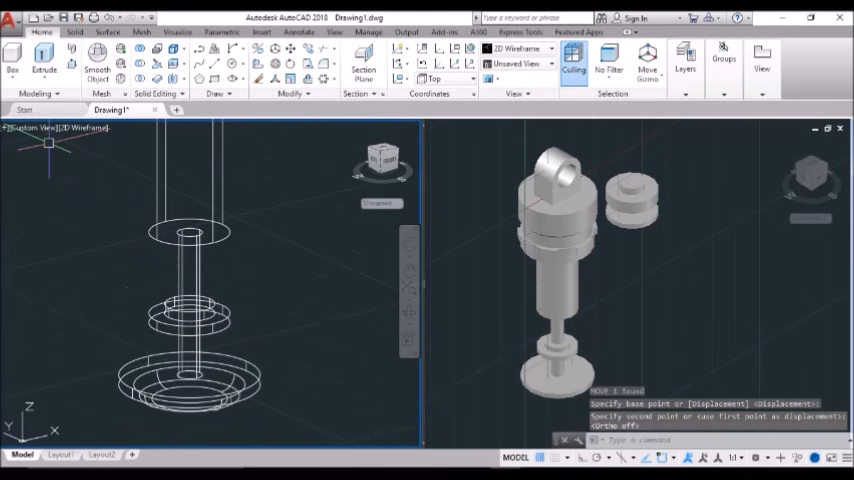 Autodesk AutoCAD 2018 Drawing1.dwg
Type a keyword or phrase
Sign In
Home Solid Surface Mesh Visualize Parametric Insert Annotate View Manage Output Add-ins A360 Express Tools Featured Apps
2D Wireframe
Unsaved View
Top
Box Extrude Smooth Object Section Plane Culling No Filter Move Gizmo Layers Groups View
Modeling Mesh Solid Editing Draw Modify Section Coordinates View Selection
Start Drawing1*
[+][Custom View][2D Wireframe]
FRONT
Unnamed
MOVE 1 found
Specify base point or [Displacement] <Displacement>:
Specify second point or <use first point as displacement>:
<Ortho off>
Type a command
Z
Y
X
Model Layout1 Layout2 +
MODEL
1:1